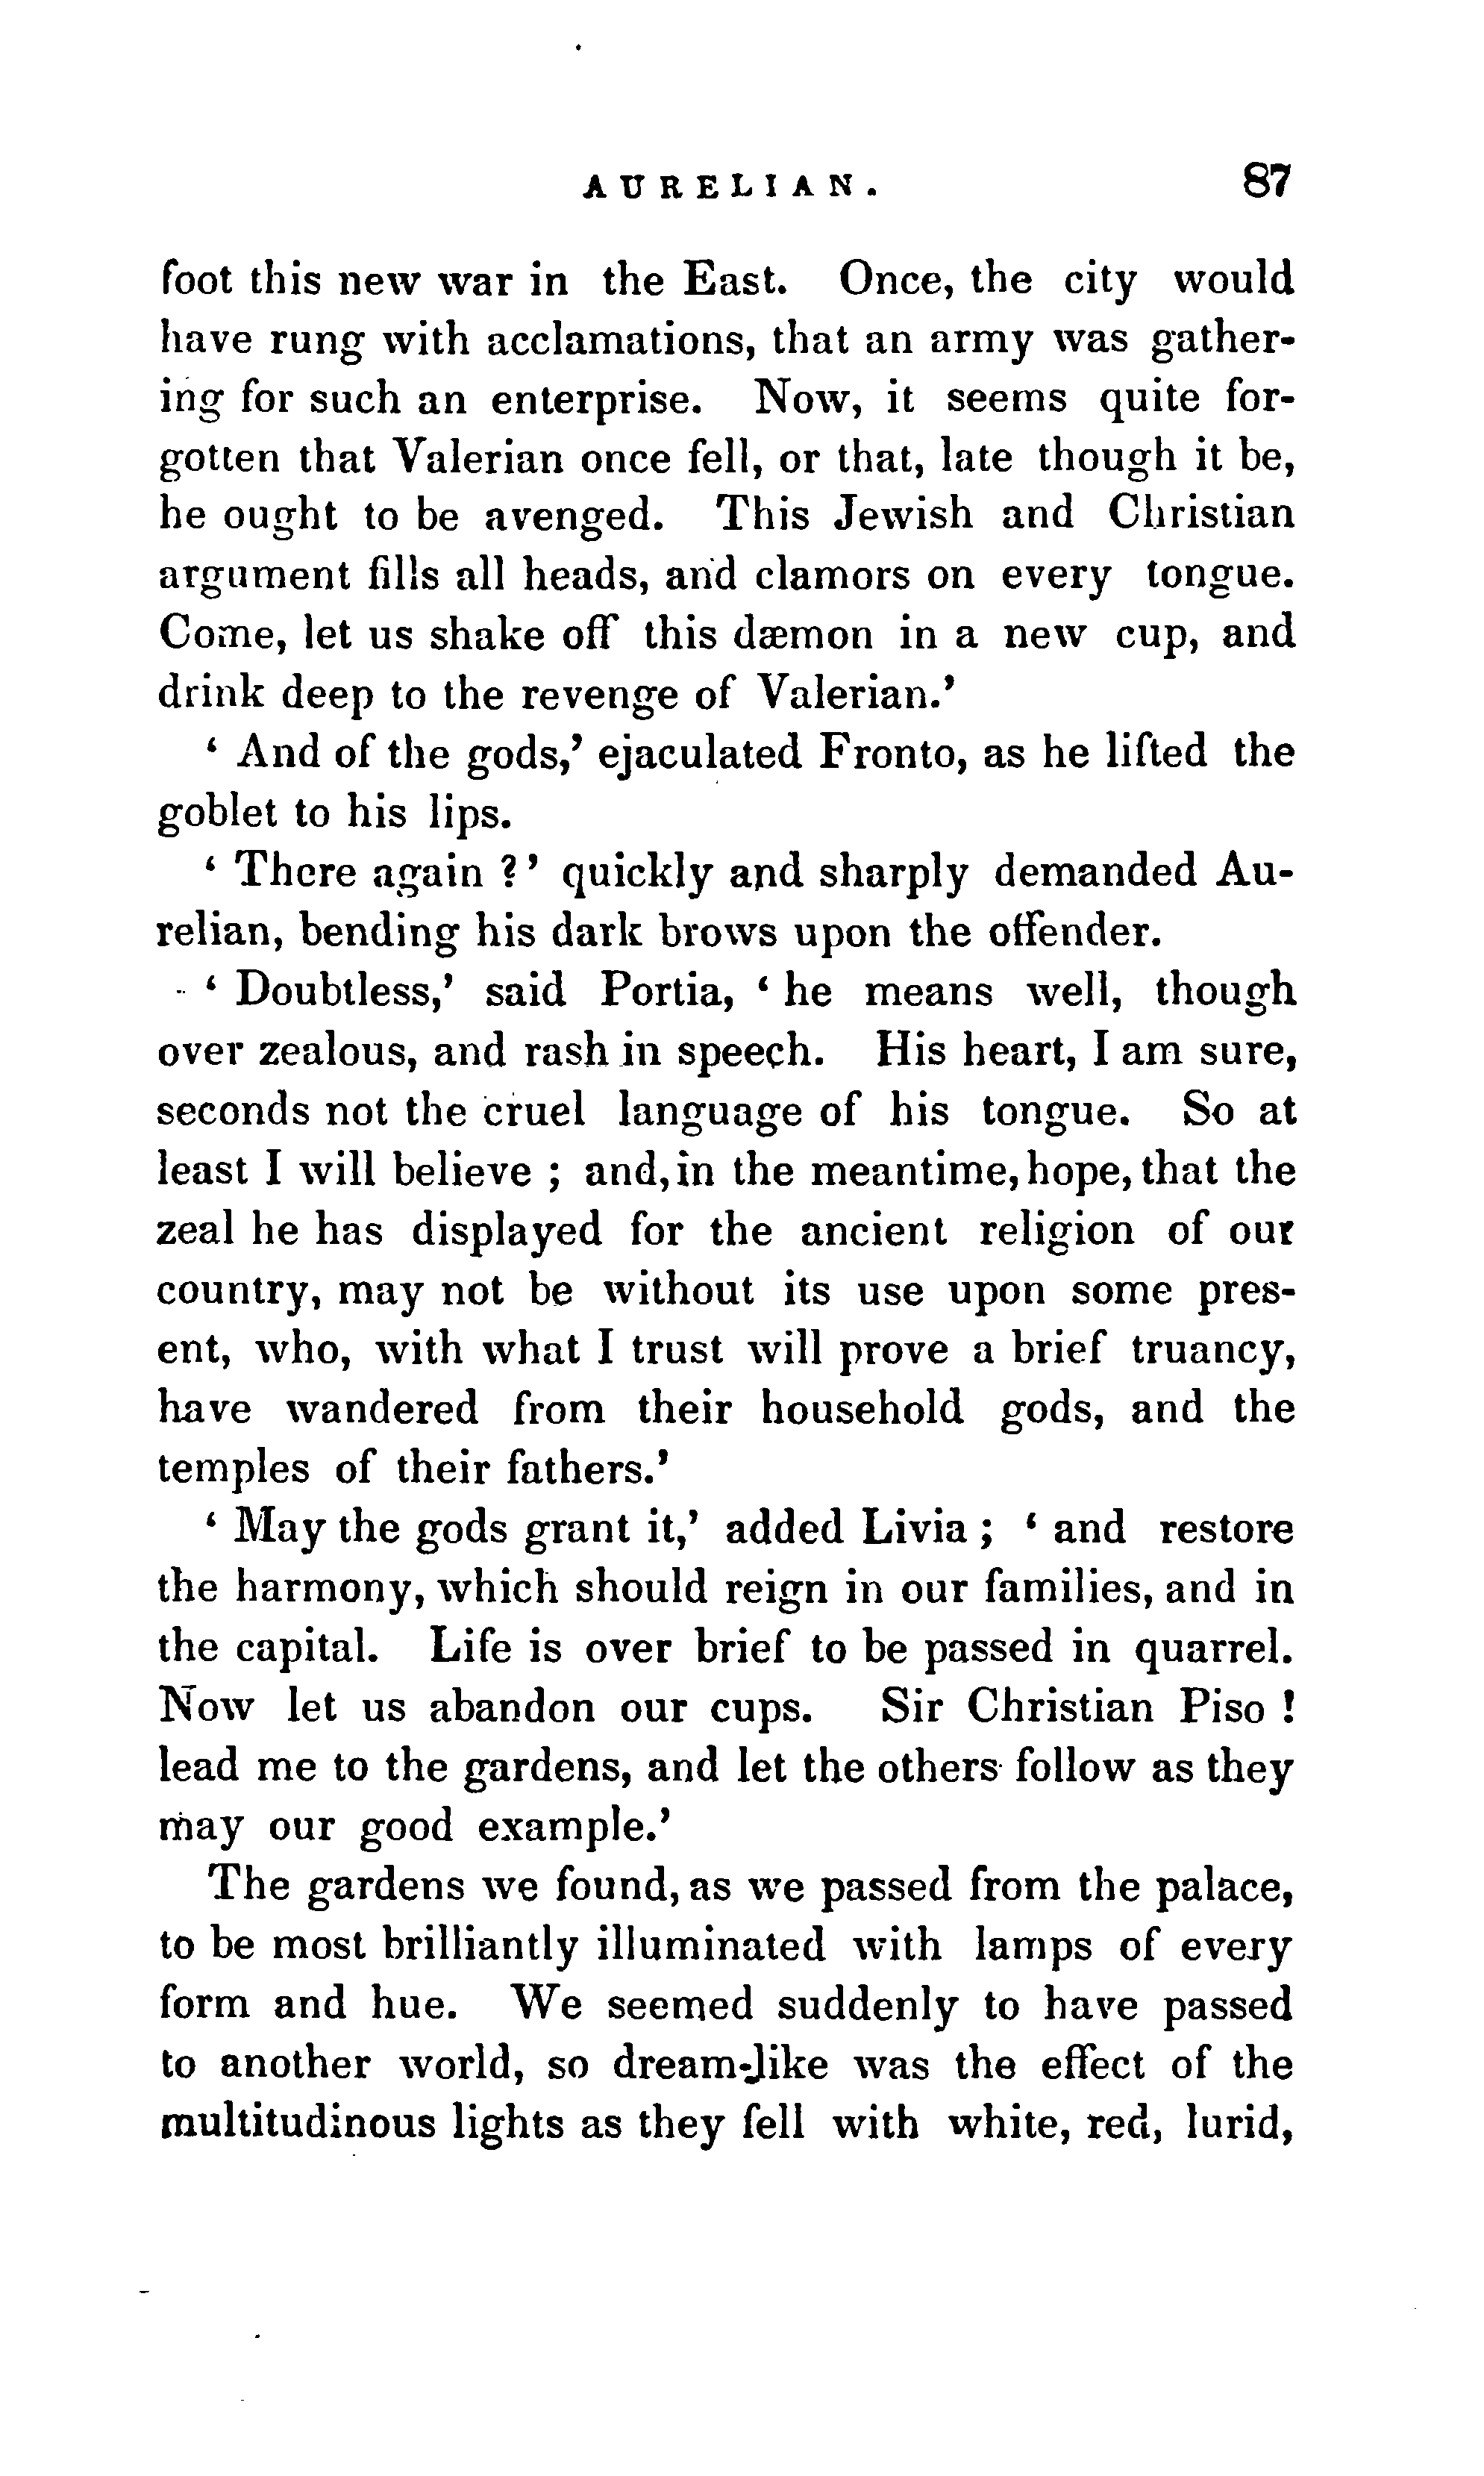 AURELIAN. 87
foot this new war in the East. Once, the city would
have rung with acclamations, that an army was gather-
ing for such an enterprise. Now, it seems quite for-
gotten that Valerian once fell, or that, late though it be,
he ought to be avenged. This Jewish and Christian
argument fills all heads, and clamors on every tongue.
Come, let us shake off this dæmon in a new cup, and
drink deep to the revenge of Valerian.’
‘ And of the gods,’ ejaculated Fronto, as he lifted the
goblet to his lips.
‘ There again ?’ quickly and sharply demanded Au-
relian, bending his dark brows upon the offender.
‘ Doubtless,’ said Portia, ‘ he means well, though
over zealous, and rash in speech. His heart, I am sure,
seconds not the cruel language of his tongue. So at
least I will believe ; and, in the meantime, hope, that the
zeal he has displayed for the ancient religion of our
country, may not be without its use upon some pres-
ent, who, with what I trust will prove a brief truancy,
have wandered from their household gods, and the
temples of their fathers.’
‘ May the gods grant it,’ added Livia ; ‘ and restore
the harmony, which should reign in our families, and in
the capital. Life is over brief to be passed in quarrel.
Now let us abandon our cups. Sir Christian Piso !
lead me to the gardens, and let the others follow as they
may our good example.’
The gardens we found, as we passed from the palace,
to be most brilliantly illuminated with lamps of every
form and hue. We seemed suddenly to have passed
to another world, so dream-like was the effect of the
multitudinous lights as they fell with white, red, lurid,